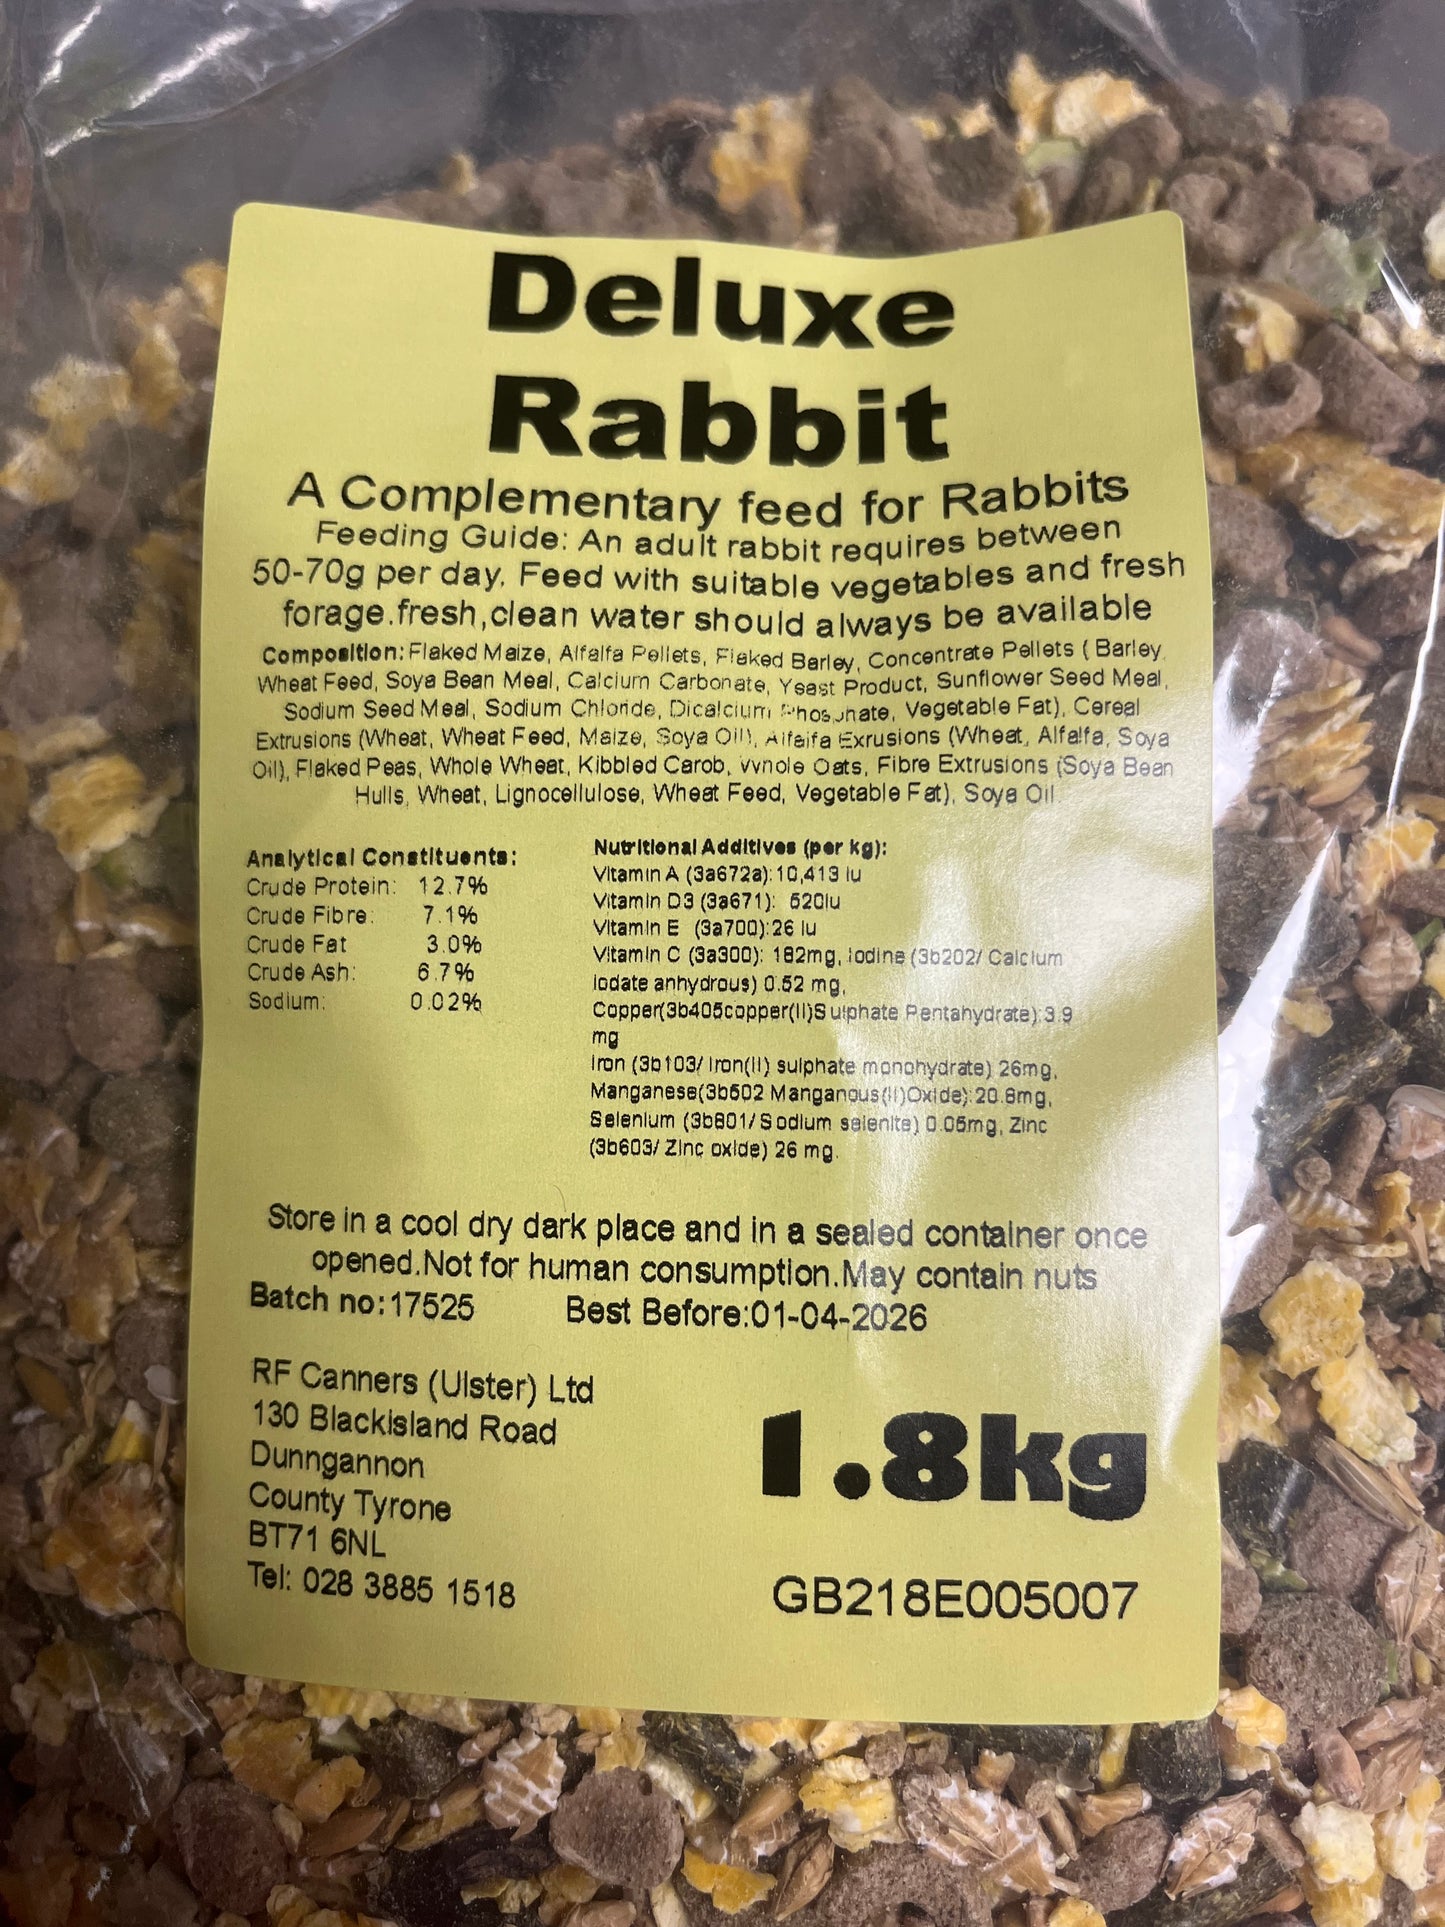 Deluxe
Rabbit
A Complementary feed for Rabbits
Feeding Guide: An adult rabbit requires between
50-70g per day. Feed with suitable vegetables and fresh
forage.fresh,clean water should always be available
Composition:Flaked Maize, Alfalfa Pellets, Flaked Barley, Concentrate Pellets ( Barley,
Wheat Feed, Soya Bean Meal, Calcium Carbonate, Yeast Product, Sunflower Seed Meal,
Sodium Seed Meal, Sodium Chloride, Dicalcium Phosphate, Vegetable Fat), Cereal
Extrusions (Wheat, Wheat Feed, Maize, Soya Oil), Alfalfa Exrusions (Wheat, Alfalfa, Soya
Oil), Flaked Peas, Whole Wheat, Kibbled Carob, Whole Oats, Fibre Extrusions (Soya Bean
Hulls, Wheat, Lignocellulose, Wheat Feed, Vegetable Fat), Soya Oil.
Analytical Constituents:
Crude Protein: 12.7%
Crude Fibre: 7.1%
Crude Fat 3.0%
Crude Ash: 6.7%
Sodium: 0.02%
Nutritional Additives (per kg):
Vitamin A (3a672a):10,413 iu
Vitamin D3 (3a671): 520iu
Vitamin E (3a700):26 iu
Vitamin C (3a300): 182mg, Iodine (3b202/ Calcium
Iodate anhydrous) 0.52 mg,
Copper(3b405copper(II)Sulphate Pentahydrate):3.9
mg
Iron (3b103/ Iron(II) sulphate monohydrate) 26mg,
Manganese(3b502 Manganous(II)Oxide):20.8mg,
Selenium (3b801/Sodium selenite) 0.05mg, Zinc
(3b603/ Zinc oxide) 26 mg.
Store in a cool dry dark place and in a sealed container once
opened.Not for human consumption.May contain nuts
Batch no:17525 Best Before:01-04-2026
RF Canners (Ulster) Ltd
130 Blackisland Road
Dunngannon
County Tyrone
BT71 6NL
Tel: 028 3885 1518
1.8kg
GB218E005007